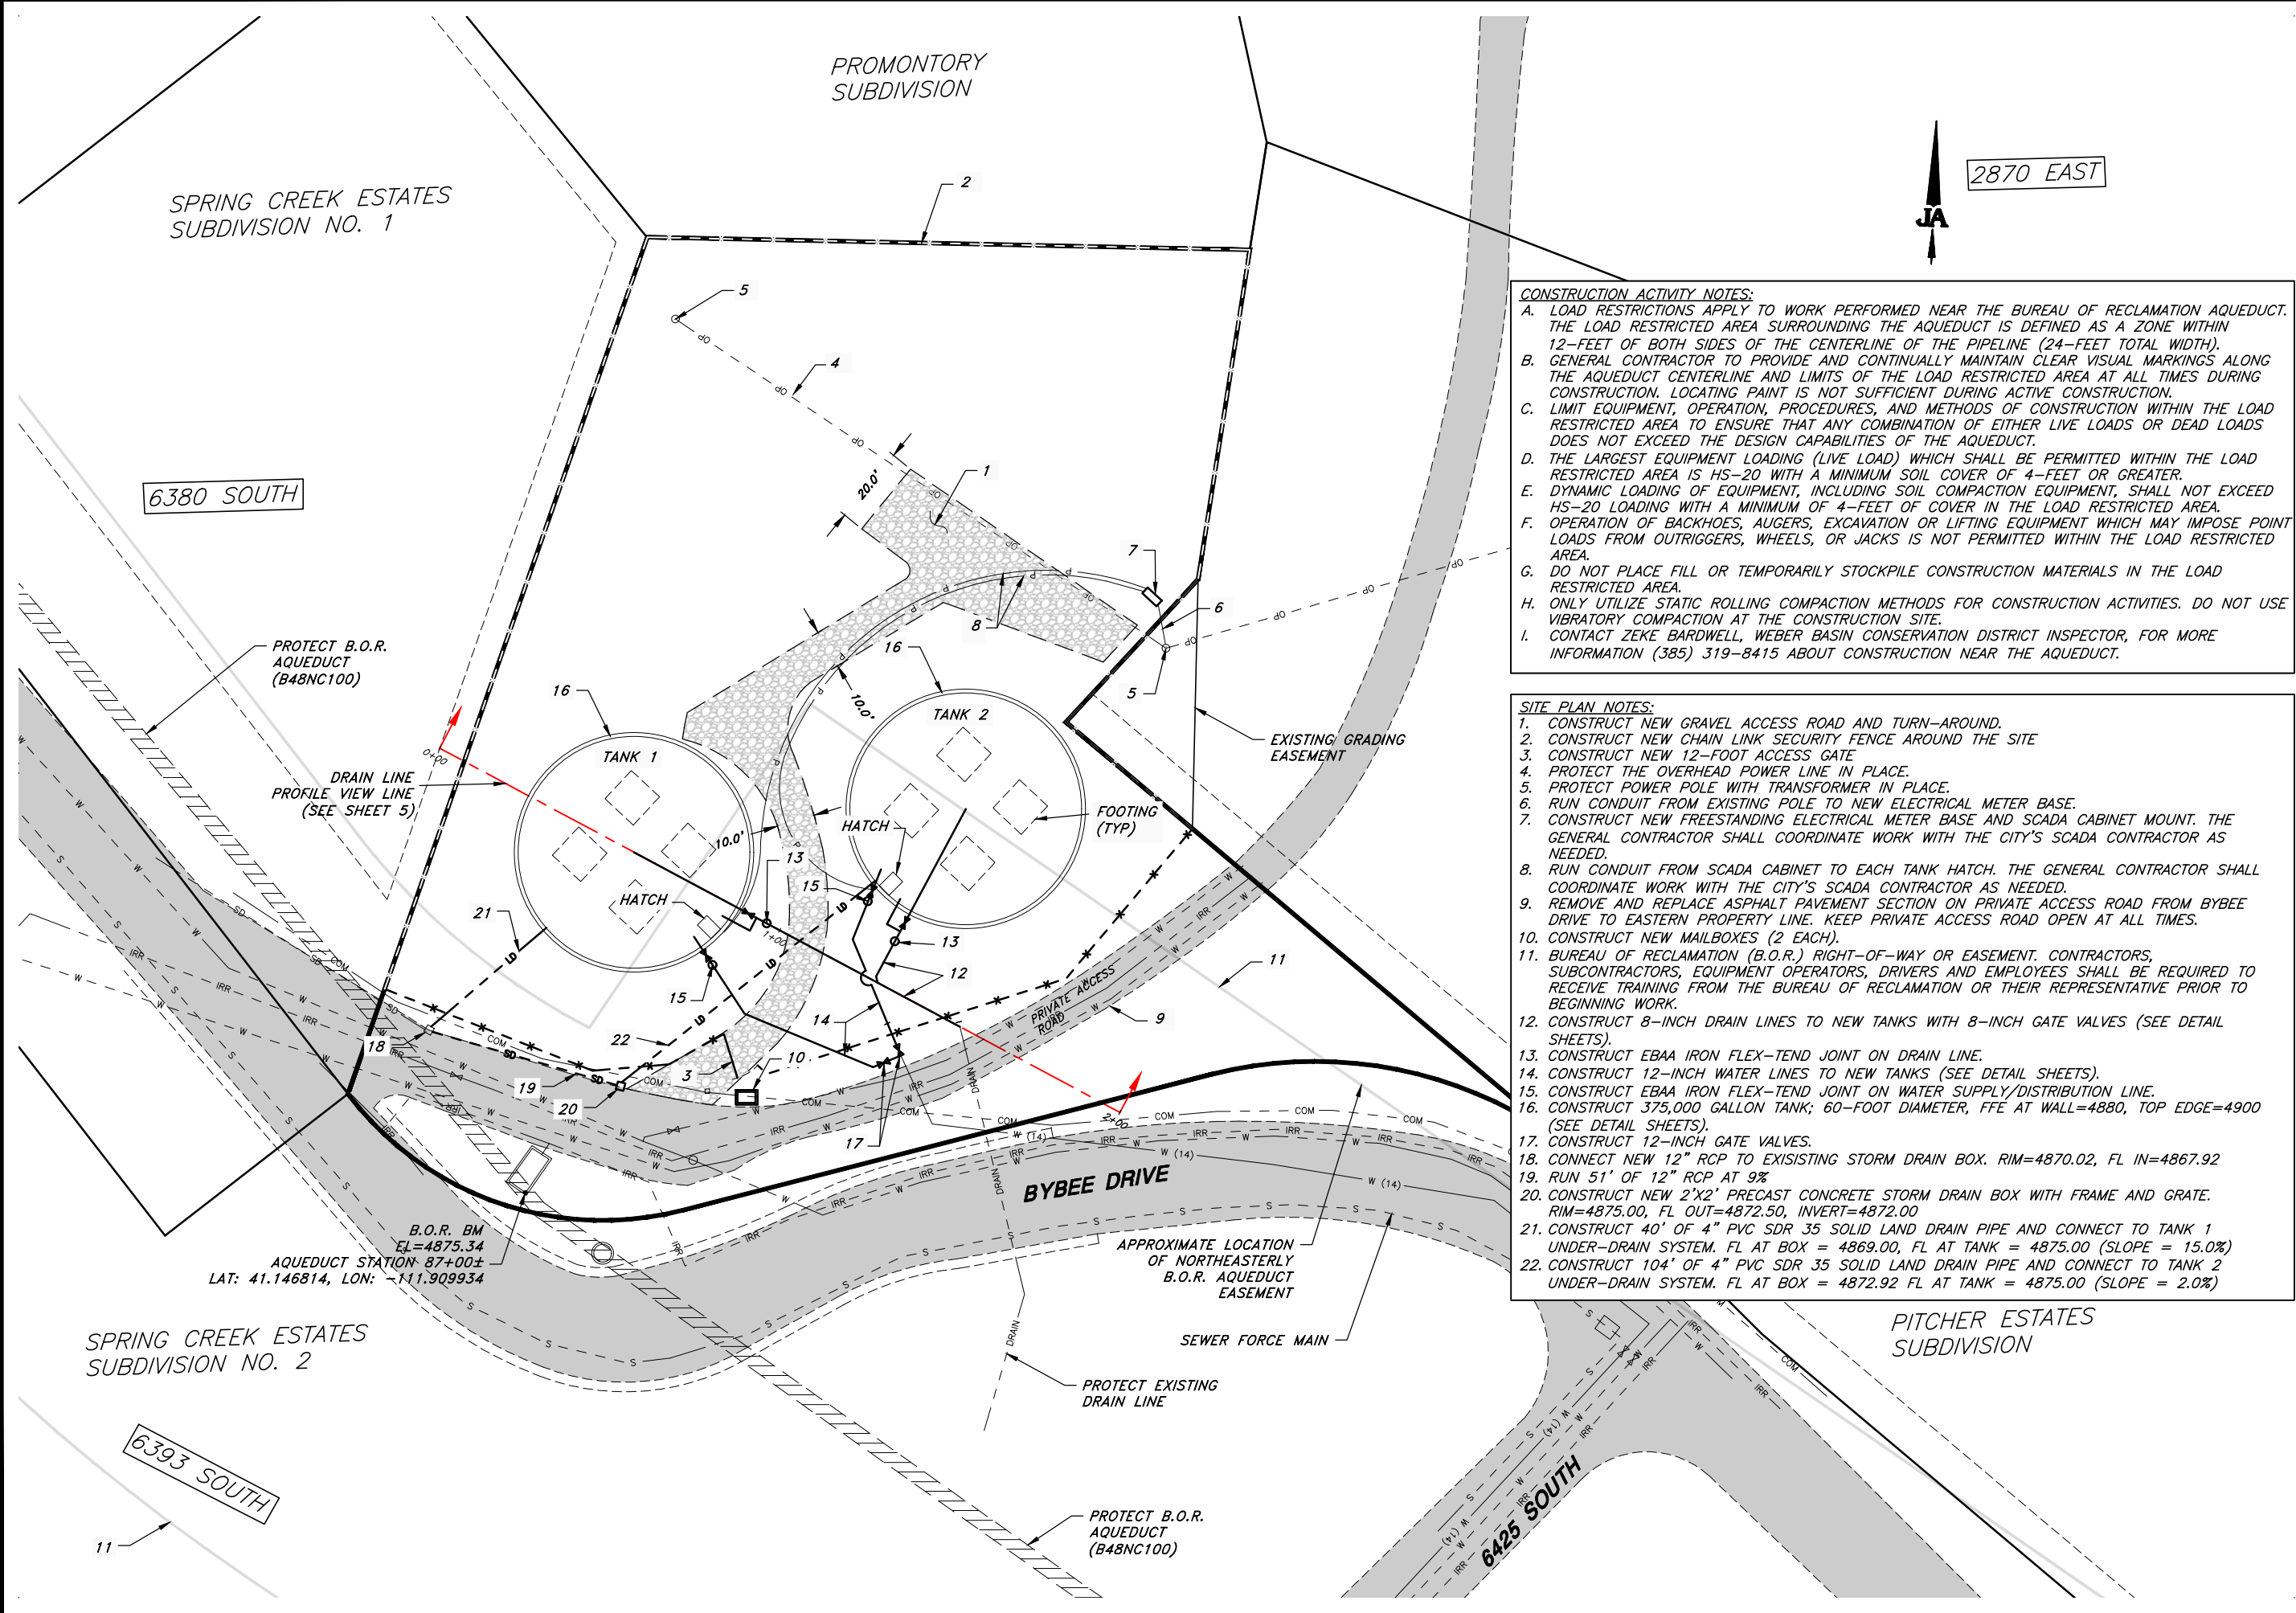 PROMONTORY
SUBDIVISION
2870 EAST
JA
SPRING CREEK ESTATES
SUBDIVISION NO. 1
2
5
4
20.0'
1
6380 SOUTH
7
6
8
16
5
PROTECT B.O.R.
AQUEDUCT
(B48NC100)
16
10.0'
TANK 1
TANK 2
EXISTING GRADING
EASEMENT
0+00
DRAIN LINE
PROFILE VIEW LINE
(SEE SHEET 5)
FOOTING
(TYP)
HATCH
10.0'
13
15
HATCH
21
1+00
13
12
11
15
14
PRIVATE ACCESS
ROAD
9
18
22
19
3
10
20
17
2+00
BYBEE DRIVE
B.O.R. BM
EL=4875.34
AQUEDUCT STATION 87+00±
LAT: 41.146814, LON: -111.909934
APPROXIMATE LOCATION
OF NORTHEASTERLY
B.O.R. AQUEDUCT
EASEMENT
SEWER FORCE MAIN
SPRING CREEK ESTATES
SUBDIVISION NO. 2
PROTECT EXISTING
DRAIN LINE
PITCHER ESTATES
SUBDIVISION
6393 SOUTH
11
PROTECT B.O.R.
AQUEDUCT
(B48NC100)
6425 SOUTH
CONSTRUCTION ACTIVITY NOTES:
A. LOAD RESTRICTIONS APPLY TO WORK PERFORMED NEAR THE BUREAU OF RECLAMATION AQUEDUCT.
THE LOAD RESTRICTED AREA SURROUNDING THE AQUEDUCT IS DEFINED AS A ZONE WITHIN
12-FEET OF BOTH SIDES OF THE CENTERLINE OF THE PIPELINE (24-FEET TOTAL WIDTH).
B. GENERAL CONTRACTOR TO PROVIDE AND CONTINUALLY MAINTAIN CLEAR VISUAL MARKINGS ALONG
THE AQUEDUCT CENTERLINE AND LIMITS OF THE LOAD RESTRICTED AREA AT ALL TIMES DURING
CONSTRUCTION. LOCATING PAINT IS NOT SUFFICIENT DURING ACTIVE CONSTRUCTION.
C. LIMIT EQUIPMENT, OPERATION, PROCEDURES, AND METHODS OF CONSTRUCTION WITHIN THE LOAD
RESTRICTED AREA TO ENSURE THAT ANY COMBINATION OF EITHER LIVE LOADS OR DEAD LOADS
DOES NOT EXCEED THE DESIGN CAPABILITIES OF THE AQUEDUCT.
D. THE LARGEST EQUIPMENT LOADING (LIVE LOAD) WHICH SHALL BE PERMITTED WITHIN THE LOAD
RESTRICTED AREA IS HS-20 WITH A MINIMUM SOIL COVER OF 4-FEET OR GREATER.
E. DYNAMIC LOADING OF EQUIPMENT, INCLUDING SOIL COMPACTION EQUIPMENT, SHALL NOT EXCEED
HS-20 LOADING WITH A MINIMUM OF 4-FEET OF COVER IN THE LOAD RESTRICTED AREA.
F. OPERATION OF BACKHOES, AUGERS, EXCAVATION OR LIFTING EQUIPMENT WHICH MAY IMPOSE POINT
LOADS FROM OUTRIGGERS, WHEELS, OR JACKS IS NOT PERMITTED WITHIN THE LOAD RESTRICTED
AREA.
G. DO NOT PLACE FILL OR TEMPORARILY STOCKPILE CONSTRUCTION MATERIALS IN THE LOAD
RESTRICTED AREA.
H. ONLY UTILIZE STATIC ROLLING COMPACTION METHODS FOR CONSTRUCTION ACTIVITIES. DO NOT USE
VIBRATORY COMPACTION AT THE CONSTRUCTION SITE.
I. CONTACT ZEKE BARDWELL, WEBER BASIN CONSERVATION DISTRICT INSPECTOR, FOR MORE
INFORMATION (385) 319-8415 ABOUT CONSTRUCTION NEAR THE AQUEDUCT.
SITE PLAN NOTES:
1. CONSTRUCT NEW GRAVEL ACCESS ROAD AND TURN-AROUND.
2. CONSTRUCT NEW CHAIN LINK SECURITY FENCE AROUND THE SITE
3. CONSTRUCT NEW 12-FOOT ACCESS GATE
4. PROTECT THE OVERHEAD POWER LINE IN PLACE.
5. PROTECT POWER POLE WITH TRANSFORMER IN PLACE.
6. RUN CONDUIT FROM EXISTING POLE TO NEW ELECTRICAL METER BASE.
7. CONSTRUCT NEW FREESTANDING ELECTRICAL METER BASE AND SCADA CABINET MOUNT. THE
GENERAL CONTRACTOR SHALL COORDINATE WORK WITH THE CITY'S SCADA CONTRACTOR AS
NEEDED.
8. RUN CONDUIT FROM SCADA CABINET TO EACH TANK HATCH. THE GENERAL CONTRACTOR SHALL
COORDINATE WORK WITH THE CITY'S SCADA CONTRACTOR AS NEEDED.
9. REMOVE AND REPLACE ASPHALT PAVEMENT SECTION ON PRIVATE ACCESS ROAD FROM BYBEE
DRIVE TO EASTERN PROPERTY LINE. KEEP PRIVATE ACCESS ROAD OPEN AT ALL TIMES.
10. CONSTRUCT NEW MAILBOXES (2 EACH).
11. BUREAU OF RECLAMATION (B.O.R.) RIGHT-OF-WAY OR EASEMENT. CONTRACTORS,
SUBCONTRACTORS, EQUIPMENT OPERATORS, DRIVERS AND EMPLOYEES SHALL BE REQUIRED TO
RECEIVE TRAINING FROM THE BUREAU OF RECLAMATION OR THEIR REPRESENTATIVE PRIOR TO
BEGINNING WORK.
12. CONSTRUCT 8-INCH DRAIN LINES TO NEW TANKS WITH 8-INCH GATE VALVES (SEE DETAIL
SHEETS).
13. CONSTRUCT EBAA IRON FLEX-TEND JOINT ON DRAIN LINE.
14. CONSTRUCT 12-INCH WATER LINES TO NEW TANKS (SEE DETAIL SHEETS).
15. CONSTRUCT EBAA IRON FLEX-TEND JOINT ON WATER SUPPLY/DISTRIBUTION LINE.
16. CONSTRUCT 375,000 GALLON TANK; 60-FOOT DIAMETER, FFE AT WALL=4880, TOP EDGE=4900
(SEE DETAIL SHEETS).
17. CONSTRUCT 12-INCH GATE VALVES.
18. CONNECT NEW 12" RCP TO EXISISTING STORM DRAIN BOX. RIM=4870.02, FL IN=4867.92
19. RUN 51' OF 12" RCP AT 9%
20. CONSTRUCT NEW 2'X2' PRECAST CONCRETE STORM DRAIN BOX WITH FRAME AND GRATE.
RIM=4875.00, FL OUT=4872.50, INVERT=4872.00
21. CONSTRUCT 40' OF 4" PVC SDR 35 SOLID LAND DRAIN PIPE AND CONNECT TO TANK 1
UNDER-DRAIN SYSTEM. FL AT BOX = 4869.00, FL AT TANK = 4875.00 (SLOPE = 15.0%)
22. CONSTRUCT 104' OF 4" PVC SDR 35 SOLID LAND DRAIN PIPE AND CONNECT TO TANK 2
UNDER-DRAIN SYSTEM. FL AT BOX = 4872.92 FL AT TANK = 4875.00 (SLOPE = 2.0%)